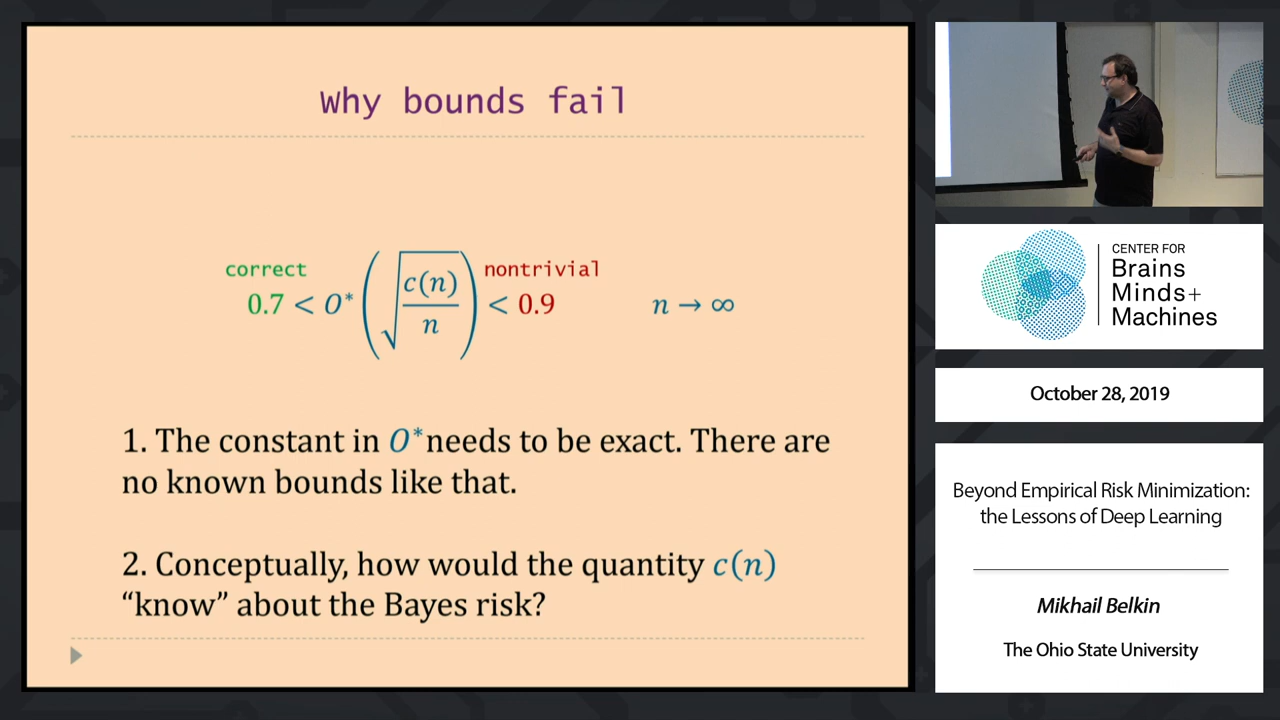 Why bounds fail
correct
nontrivial
0.7 < O* (√(c(n)/n)) < 0.9 n → ∞
1. The constant in O* needs to be exact. There are
no known bounds like that.
2. Conceptually, how would the quantity c(n)
“know” about the Bayes risk?
CENTER FOR
Brains
Minds+
Machines
October 28, 2019
Beyond Empirical Risk Minimization:
the Lessons of Deep Learning
Mikhail Belkin
The Ohio State University